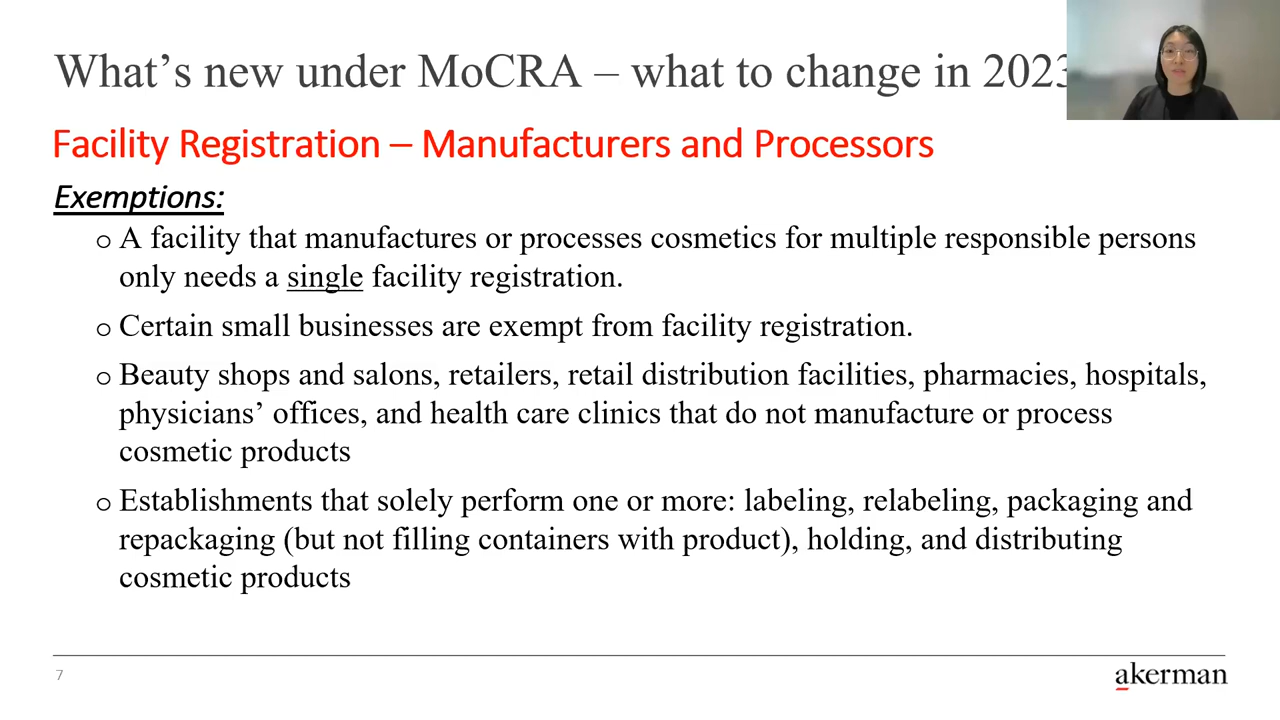 What’s new under MoCRA – what to change in 2023
Facility Registration – Manufacturers and Processors
Exemptions:
o A facility that manufactures or processes cosmetics for multiple responsible persons
only needs a single facility registration.
o Certain small businesses are exempt from facility registration.
o Beauty shops and salons, retailers, retail distribution facilities, pharmacies, hospitals,
physicians’ offices, and health care clinics that do not manufacture or process
cosmetic products
o Establishments that solely perform one or more: labeling, relabeling, packaging and
repackaging (but not filling containers with product), holding, and distributing
cosmetic products
7
akerman